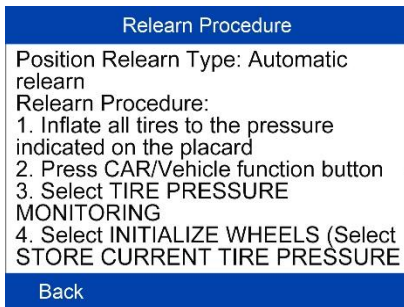 Relearn Procedure
Position Relearn Type: Automatic
relearn
Relearn Procedure:
1. Inflate all tires to the pressure
indicated on the placard
2. Press CAR/Vehicle function button
3. Select TIRE PRESSURE
MONITORING
4. Select INITIALIZE WHEELS (Select
STORE CURRENT TIRE PRESSURE
Back